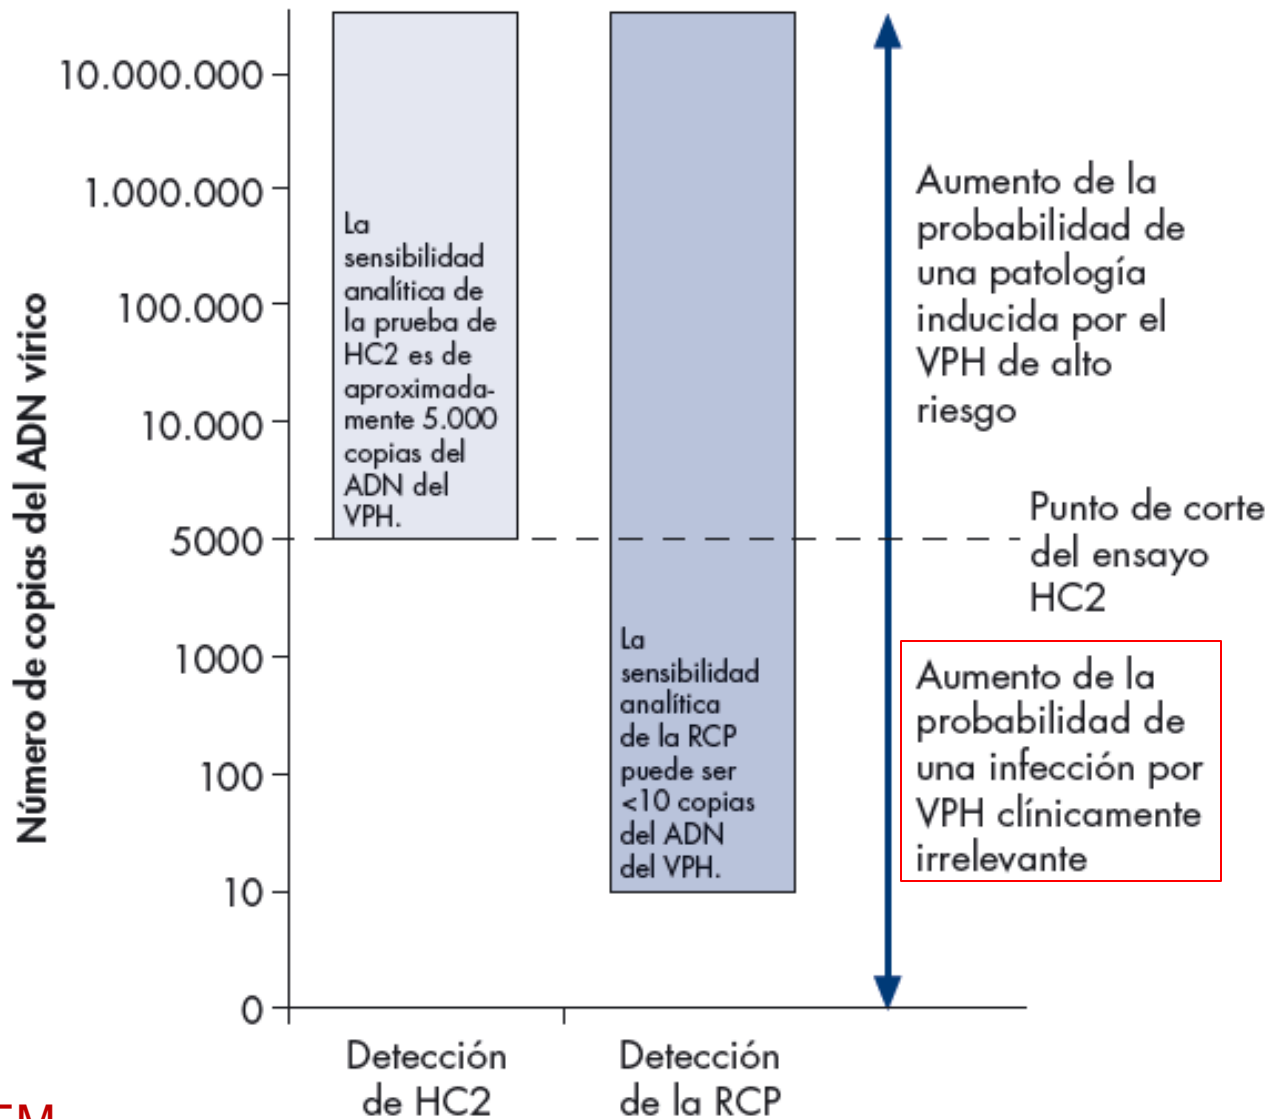 Número de copias del ADN vírico
10.000.000
1.000.000
100.000
10.000
5000
1000
100
10
0
La
sensibilidad
analítica de
la prueba de
HC2 es de
aproximada-
mente 5.000
copias del
ADN del
VPH.
La
sensibilidad
analítica
de la RCP
puede ser
<10 copias
del ADN
del VPH.
Aumento de la
probabilidad de
una patología
inducida por el
VPH de alto
riesgo
Punto de corte
del ensayo
HC2
Aumento de la
probabilidad de
una infección por
VPH clínicamente
irrelevante
Detección
de HC2
Detección
de la RCP